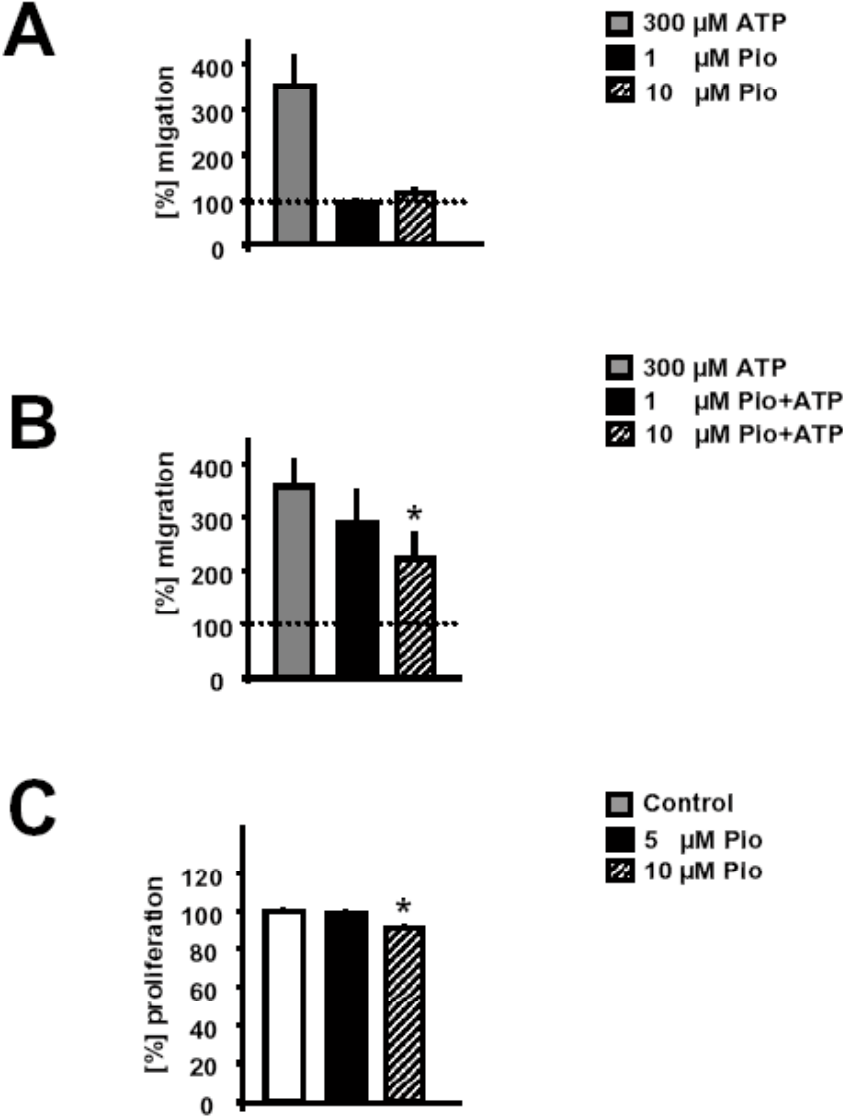 A
300 µM ATP
1 µM Pio
10 µM Pio
[%] migation
400
300
200
100
0
B
300 µM ATP
1 µM Pio+ATP
10 µM Pio+ATP
[%] migration
400
300
200
100
0
*
C
Control
5 µM Pio
10 µM Pio
[%] proliferation
120
100
80
60
40
20
0
*